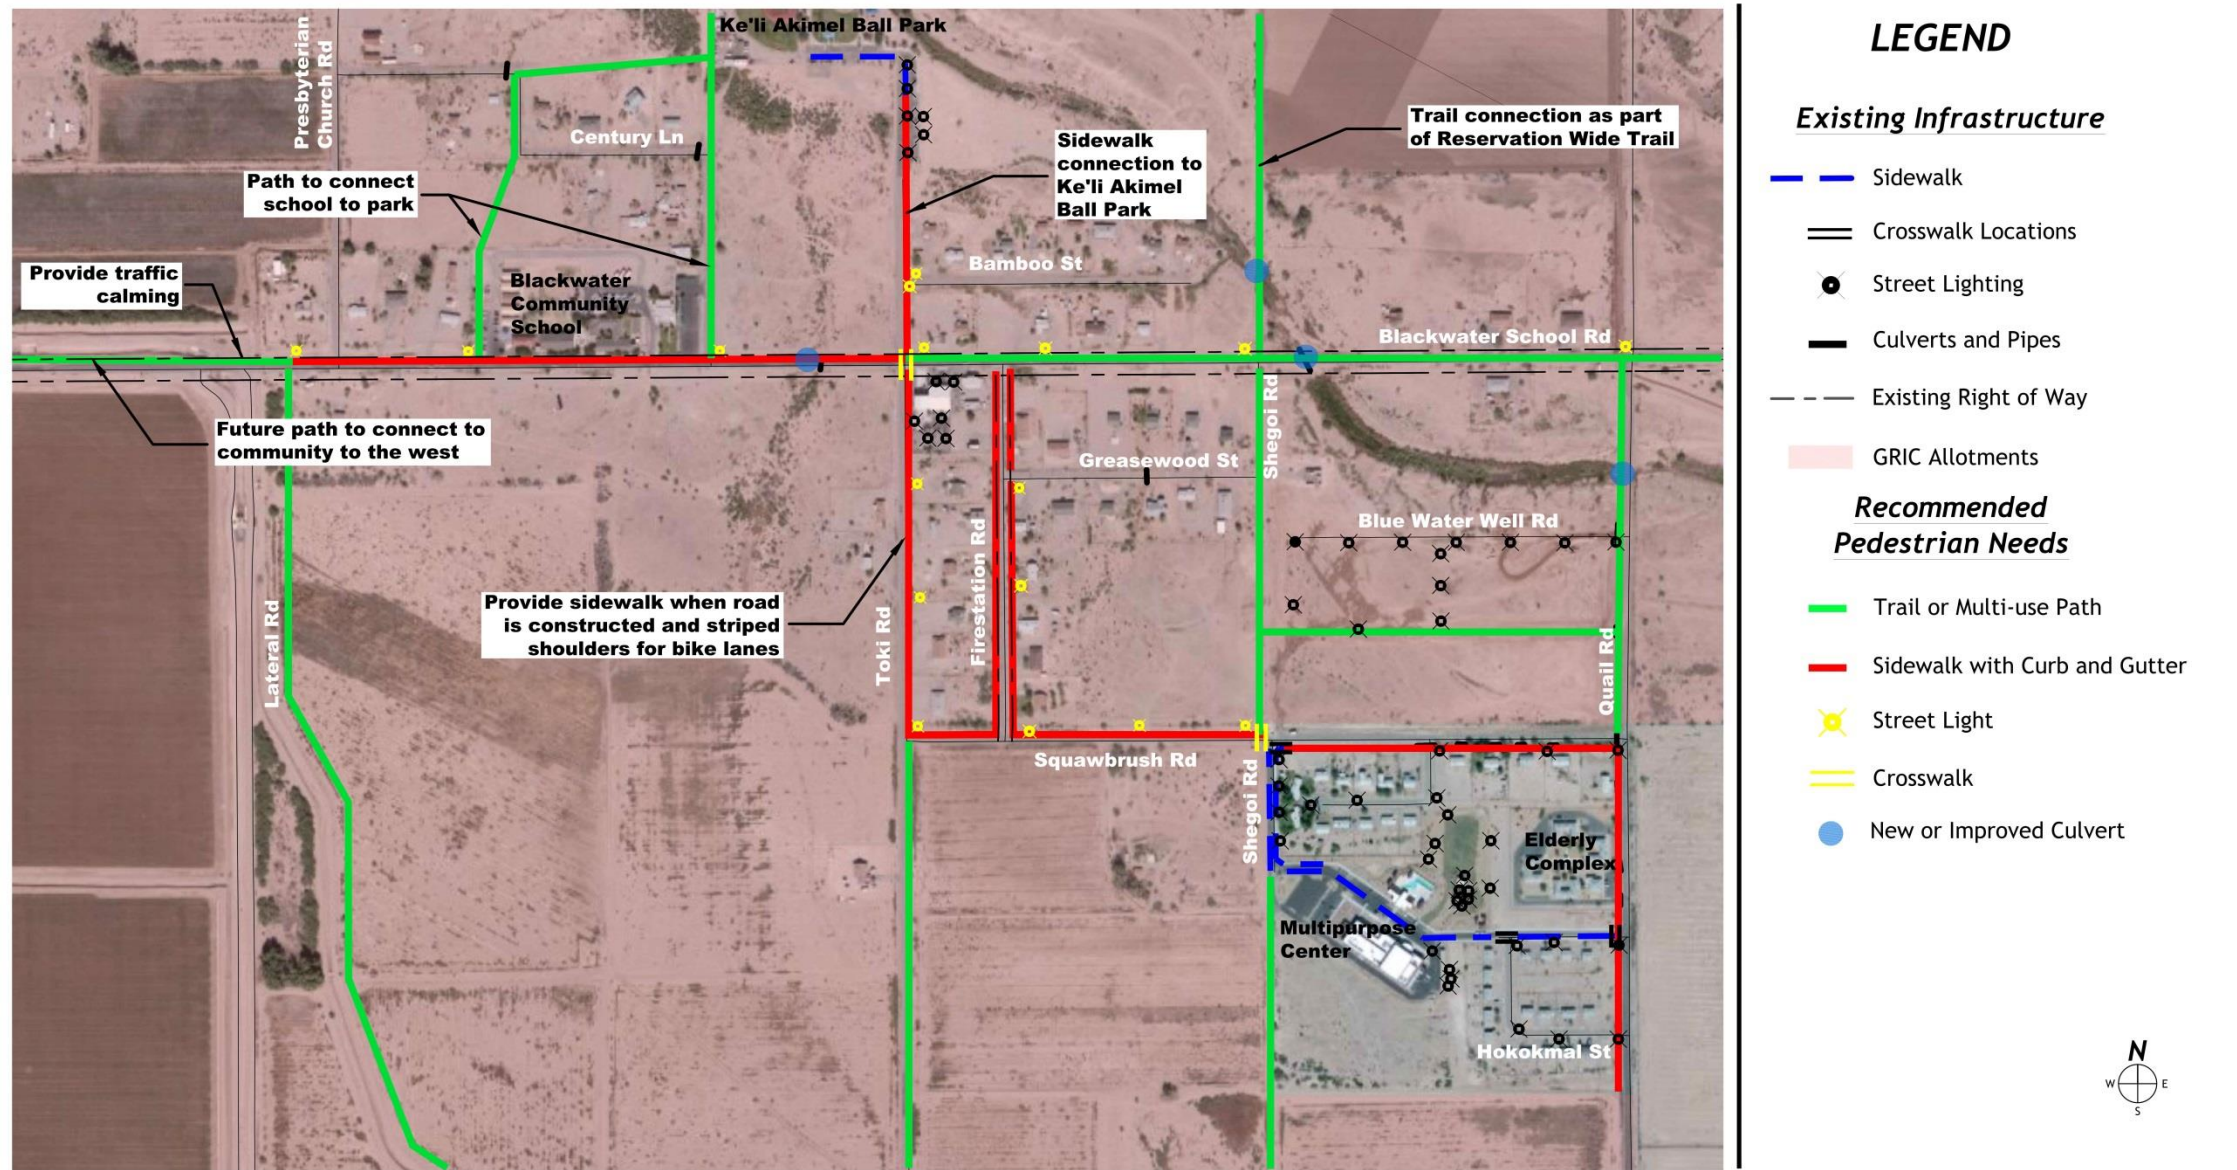 Ke'li Akimel Ball Park
Presbyterian
Church Rd
Century Ln
Path to connect
school to park
Sidewalk
connection to
Ke'li Akimel
Ball Park
Trail connection as part
of Reservation Wide Trail
Provide traffic
calming
Blackwater
Community
School
Bamboo St
Blackwater School Rd
Future path to connect to
community to the west
Shegoi Rd
Greasewood St
Blue Water Well Rd
Firestation Rd
Provide sidewalk when road
is constructed and striped
shoulders for bike lanes
Toki Rd
Lateral Rd
Quail Rd
Squawbrush Rd
Shegoi Rd
Elderly
Complex
Multipurpose
Center
Hokokmal St
LEGEND
Existing Infrastructure
Sidewalk
Crosswalk Locations
Street Lighting
Culverts and Pipes
Existing Right of Way
GRIC Allotments
Recommended
Pedestrian Needs
Trail or Multi-use Path
Sidewalk with Curb and Gutter
Street Light
Crosswalk
New or Improved Culvert
N
W E
S